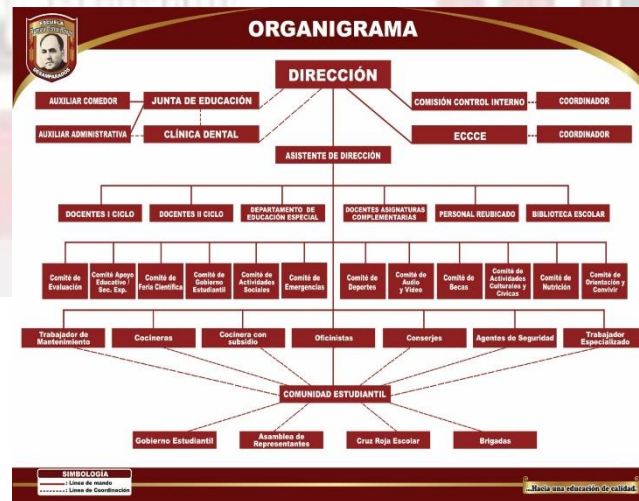 ESCUELA
DESAMPARADOS
ORGANIGRAMA
DIRECCIÓN
AUXILIAR COMEDOR
JUNTA DE EDUCACIÓN
COMISIÓN CONTROL INTERNO
COORDINADOR
AUXILIAR ADMINISTRATIVA
CLÍNICA DENTAL
ECCCE
COORDINADOR
ASISTENTE DE DIRECCIÓN
DOCENTES I CICLO
DOCENTES II CICLO
DEPARTAMENTO DE
EDUCACIÓN ESPECIAL
DOCENTES ASIGNATURAS
COMPLEMENTARIAS
PERSONAL REUBICADO
BIBLIOTECA ESCOLAR
Comité de
Evaluación
Comité Apoyo
Educativo /
Sec. Exp.
Comité de
Feria Científica
Comité de
Gobierno
Estudiantil
Comité de
Actividades
Sociales
Comité de
Emergencias
Comité de
Deportes
Comité de
Audio
y Video
Comité de
Becas
Comité de
Actividades
Culturales y
Cívicas
Comité de
Nutrición
Comité de
Orientación y
Convivir
Trabajador de
Mantenimiento
Cocineras
Cocinera con
subsidio
Oficinistas
Conserjes
Agentes de Seguridad
Trabajador
Especializado
COMUNIDAD ESTUDIANTIL
Gobierno Estudiantil
Asamblea de
Representantes
Cruz Roja Escolar
Brigadas
SIMBOLOGÍA
: Línea de mando
: Línea de Coordinación
...Hacia una educación de calidad.